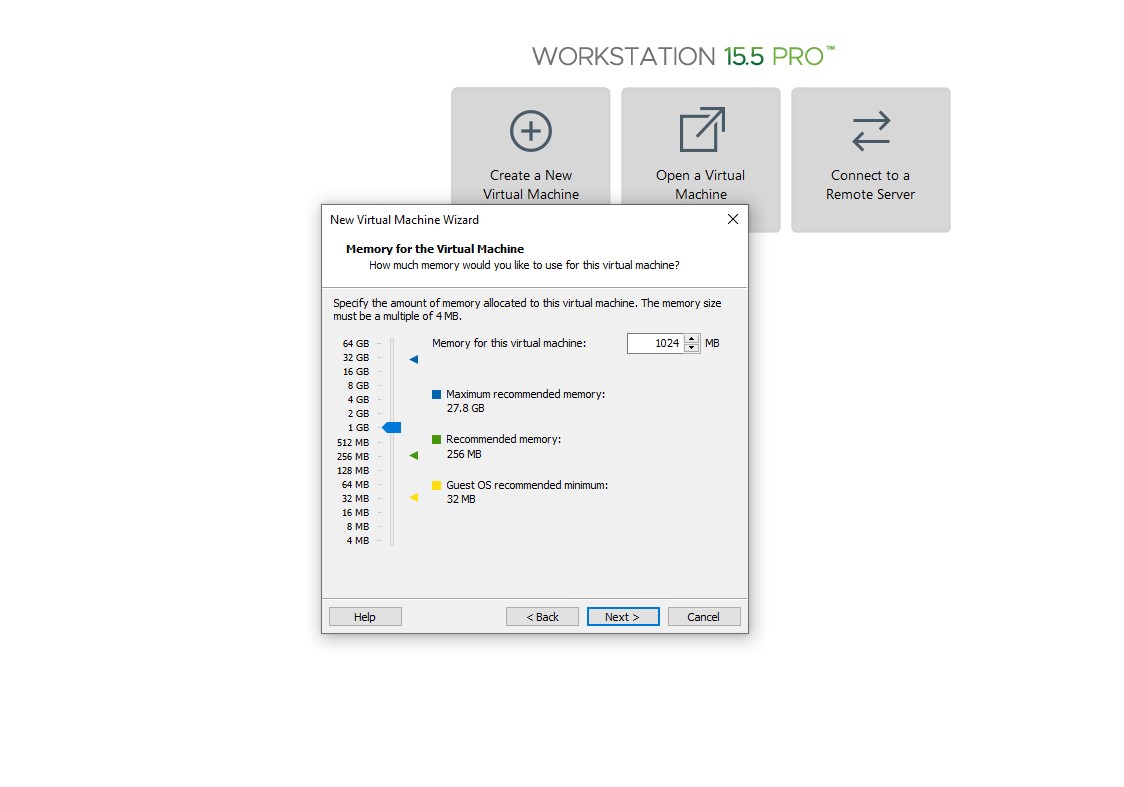 WORKSTATION 15.5 PRO™
Create a New
Virtual Machine
Open a Virtual
Machine
Connect to a
Remote Server
New Virtual Machine Wizard
Memory for the Virtual Machine
How much memory would you like to use for this virtual machine?
Specify the amount of memory allocated to this virtual machine. The memory size
must be a multiple of 4 MB.
64 GB
32 GB
16 GB
8 GB
4 GB
2 GB
1 GB
512 MB
256 MB
128 MB
64 MB
32 MB
16 MB
8 MB
4 MB
Memory for this virtual machine: 1024 MB
Maximum recommended memory:
27.8 GB
Recommended memory:
256 MB
Guest OS recommended minimum:
32 MB
Help < Back Next > Cancel